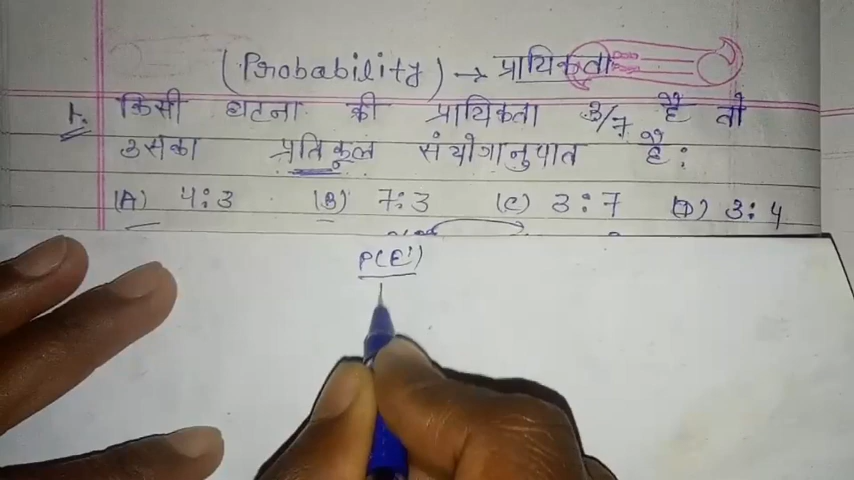 (Probability) → प्रायिकता
1. किसी घटना की प्रायिकता 3/7 है तो
उसका प्रतिकूल संयोगानुपात है:
(A) 4:3 (B) 7:3 (C) 3:7 (D) 3:4
P(E')